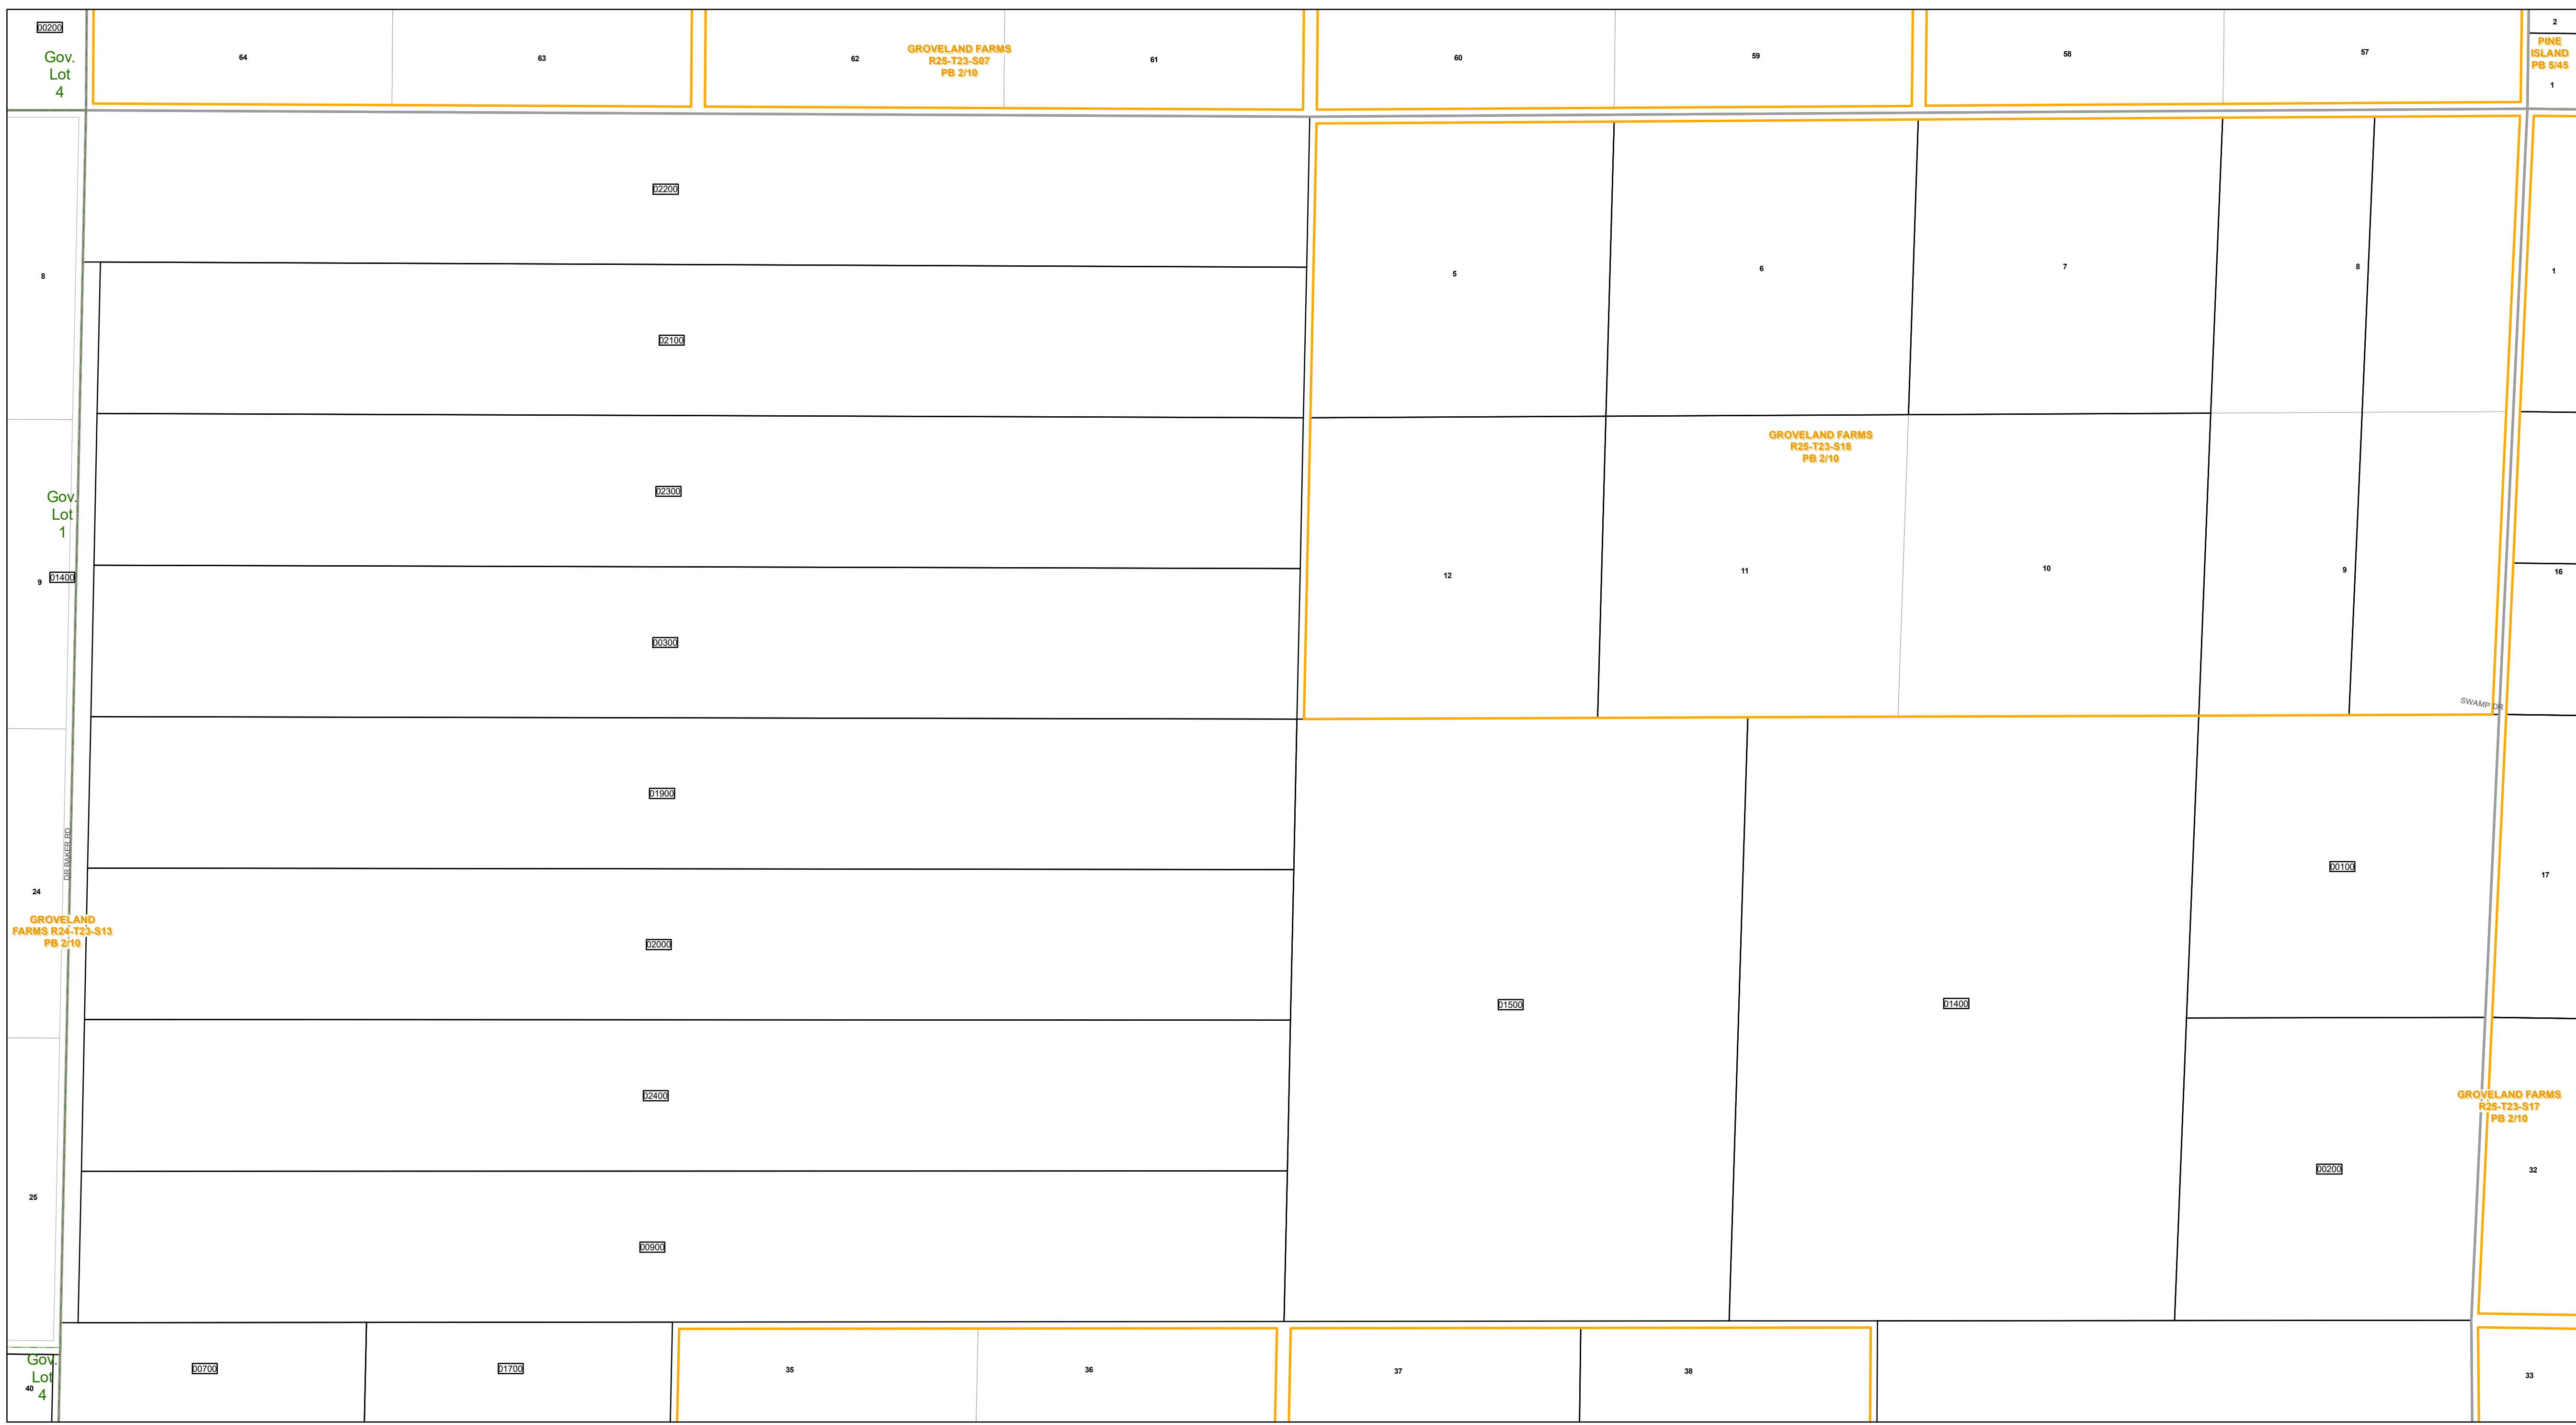 00200
Gov.
Lot
4
64
63
62
GROVELAND FARMS
R25-T23-S07
PB 2/10
61
60
59
58
57
2
PINE
ISLAND
PB 5/45
1
02200
8
5
6
7
8
1
02100
GROVELAND FARMS
R25-T23-S18
PB 2/10
02300
Gov.
Lot
1
9
01400
12
11
10
9
16
00300
SWAMP DR
01900
DR BAKER RD
24
00100
17
GROVELAND
FARMS R24-T23-S13
PB 2/10
02000
01500
01400
02400
GROVELAND FARMS
R25-T23-S17
PB 2/10
25
00200
32
00900
Gov.
Lot
4
40
00700
01700
35
36
37
38
33